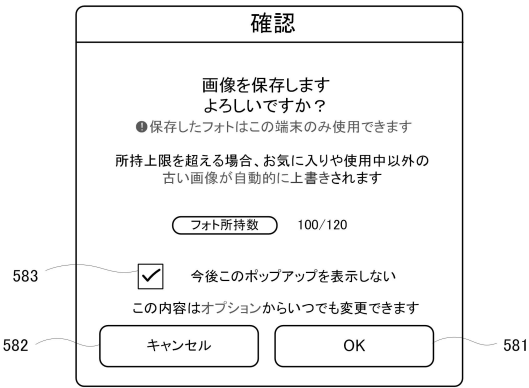 確認
画像を保存します
よろしいですか？
❶保存したフォトはこの端末のみ使用できます
所持上限を超える場合、お気に入りや使用中以外の
古い画像が自動的に上書きされます
フォト所持数 100/120
583 今後このポップアップを表示しない
この内容はオプションからいつでも変更できます
582 キャンセル OK 581